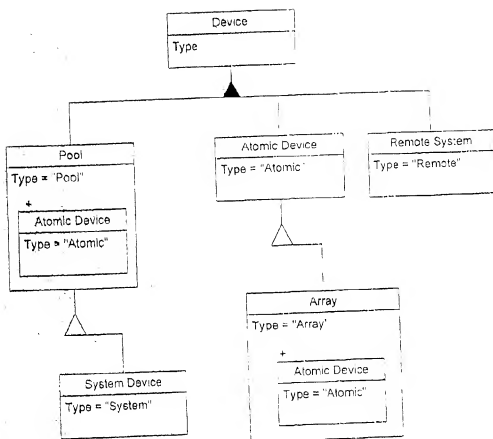 Device
Type
Pool
Type = "Pool"
+
Atomic Device
Type = "Atomic"
Atomic Device
Type = "Atomic"
Remote System
Type = "Remote"
System Device
Type = "System"
Array
Type = "Array"
+
Atomic Device
Type = "Atomic"